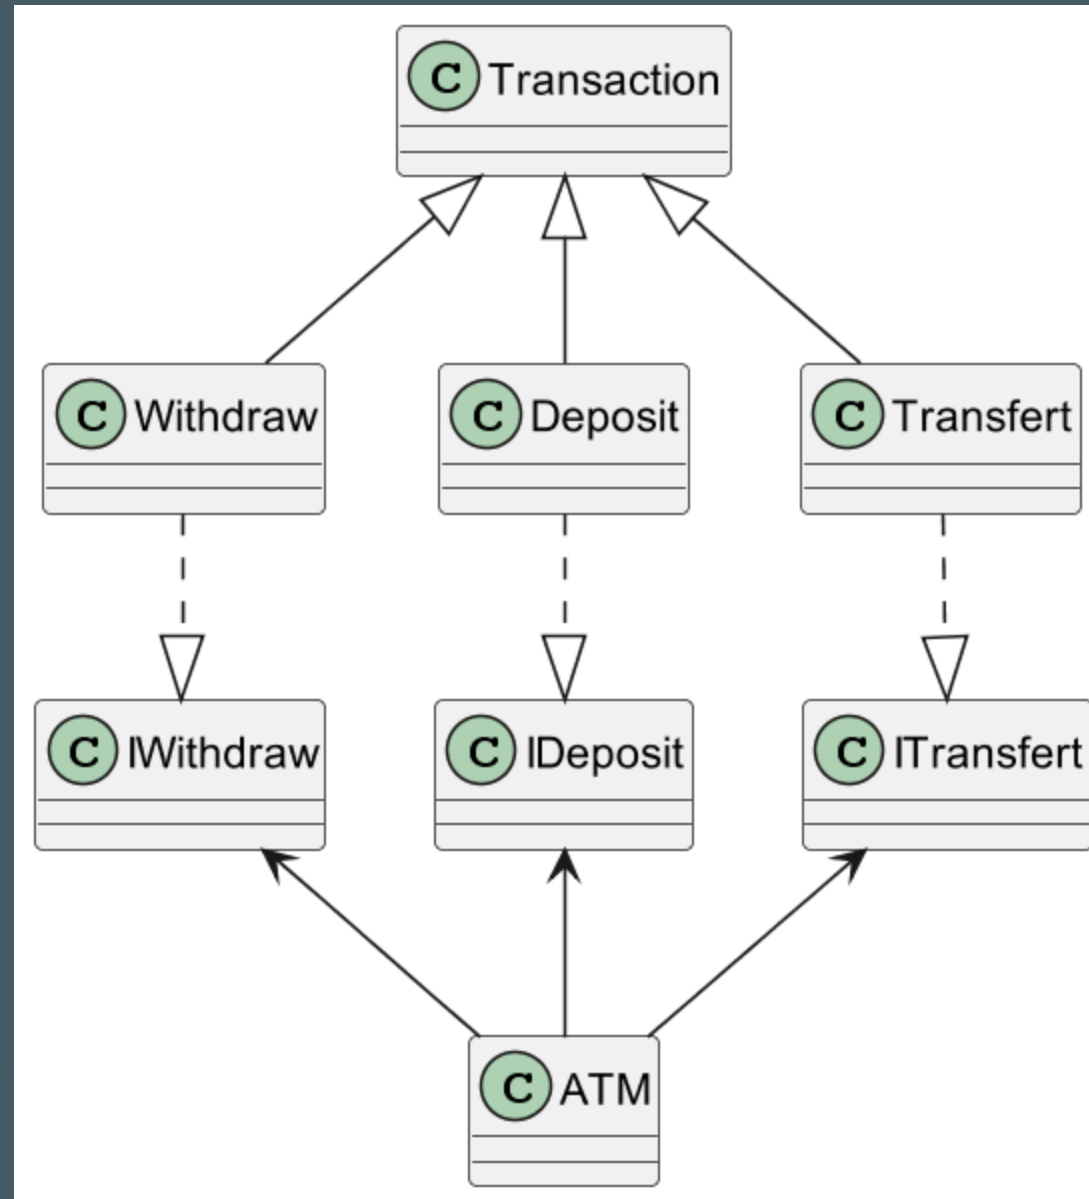 C Transaction
C Withdraw
C Deposit
C Transfert
C IWithdraw
C IDeposit
C ITransfert
C ATM